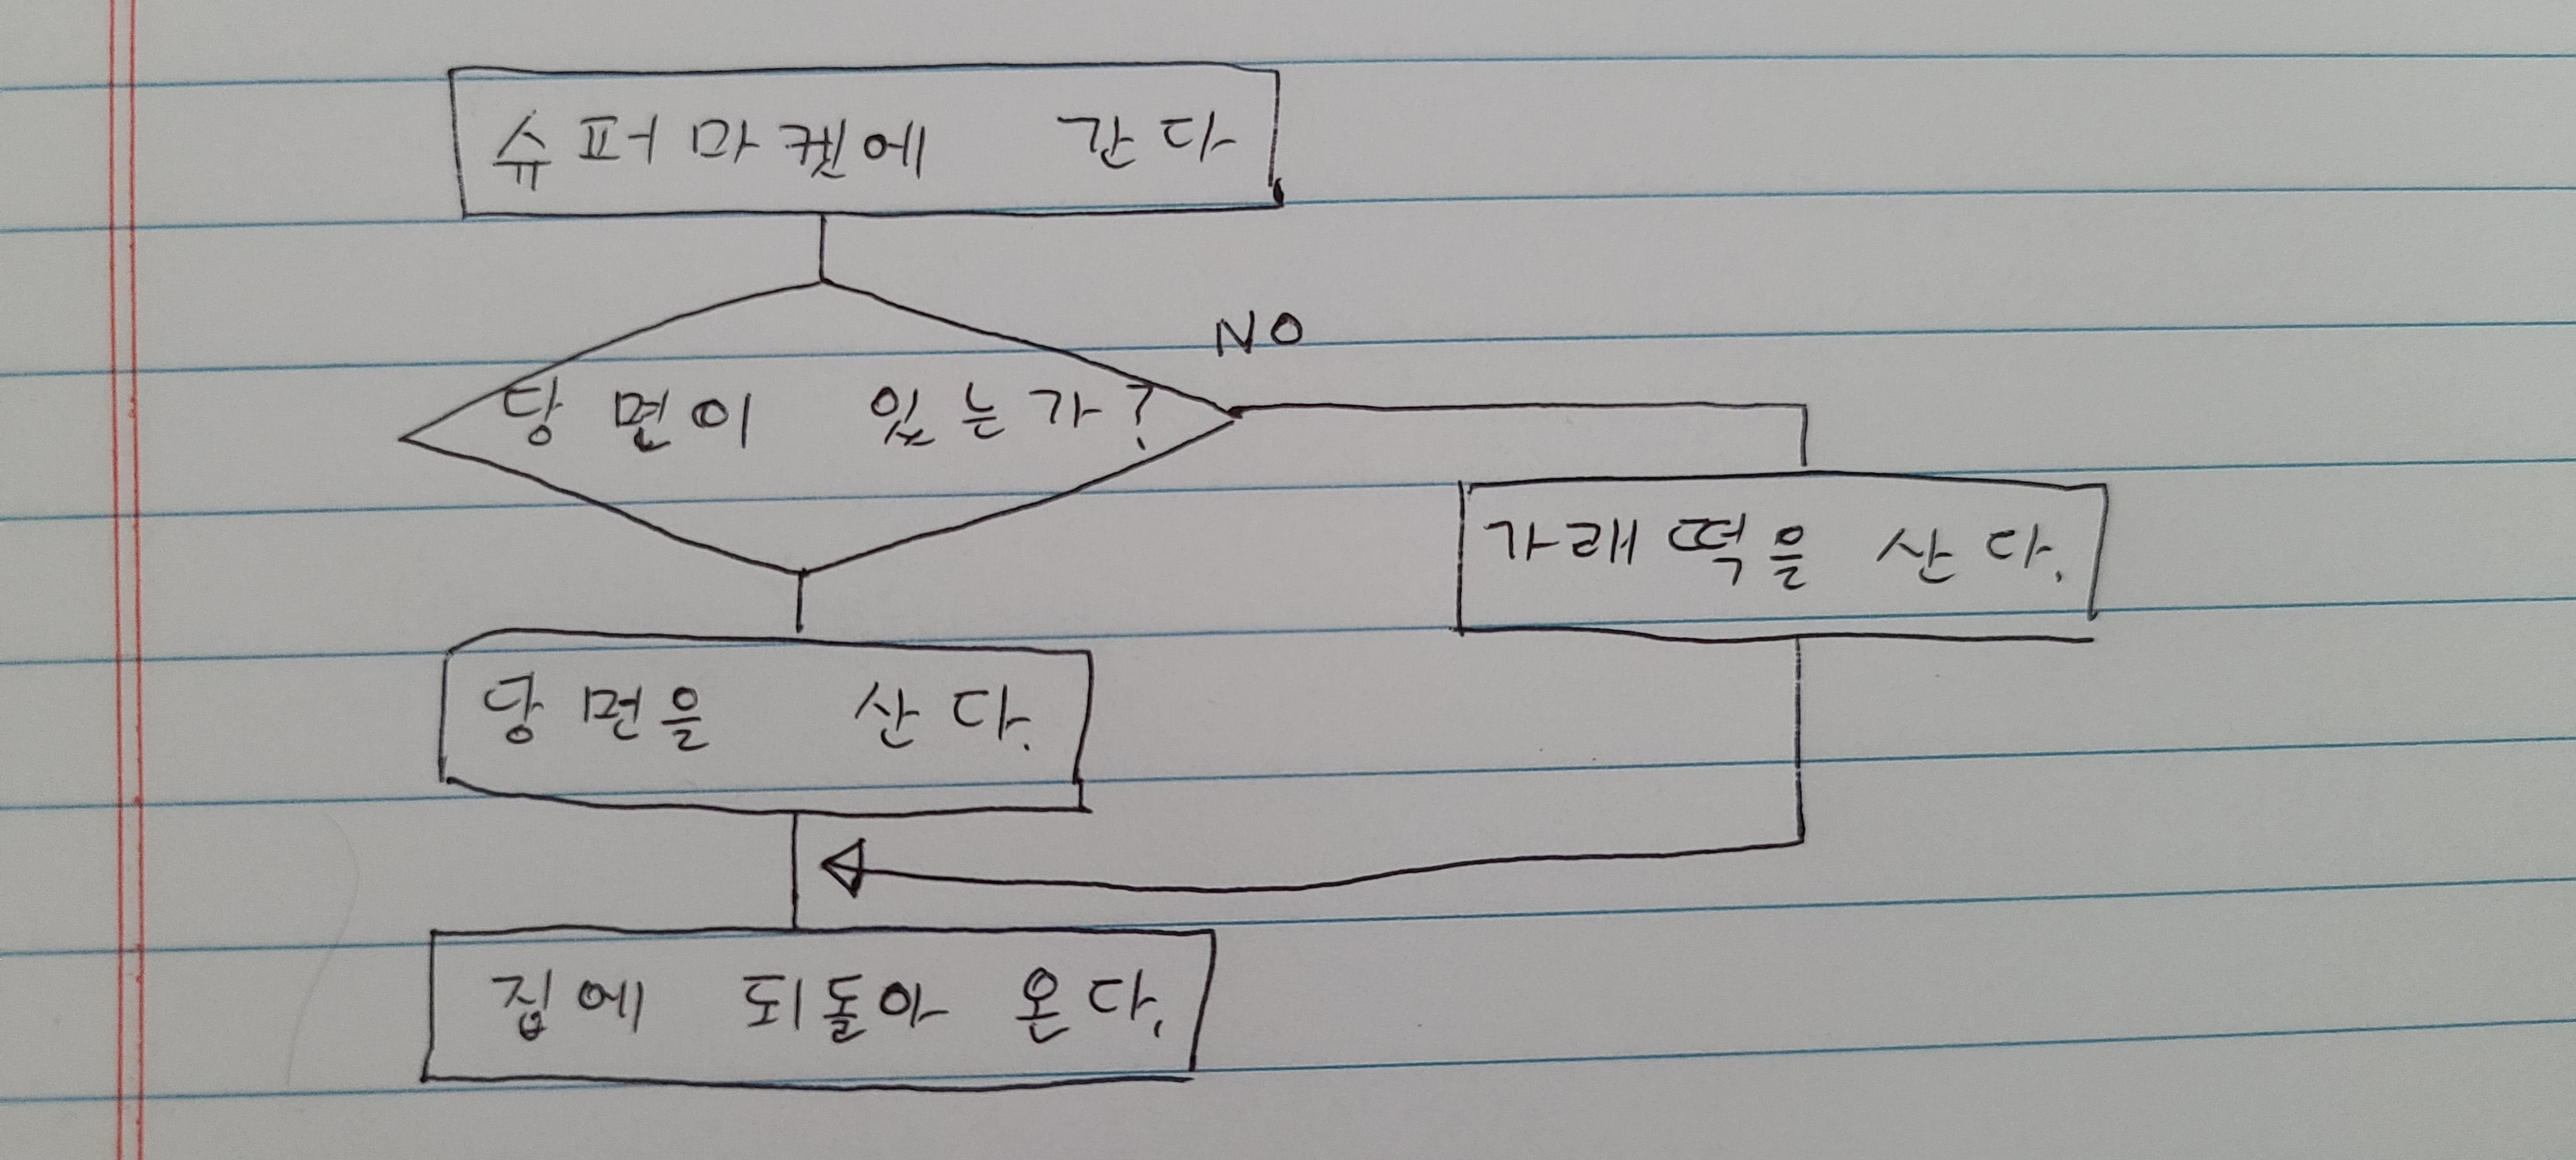 슈퍼마켓에 간다
NO
당면이 있는가?
가래떡을 산다.
당면을 산다.
집에 되돌아 온다.